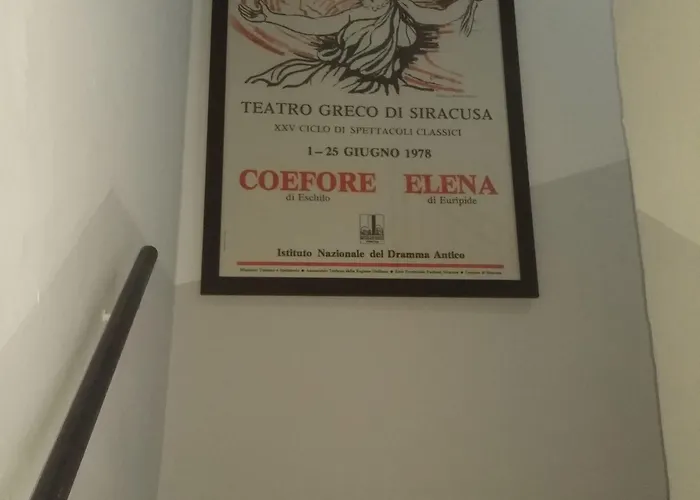 TEATRO GRECO DI SIRACUSA
XXV CICLO DI SPETTACOLI CLASSICI
1–25 GIUGNO 1978
COEFORE ELENA
di Eschilo di Euripide
Istituto Nazionale del Dramma Antico